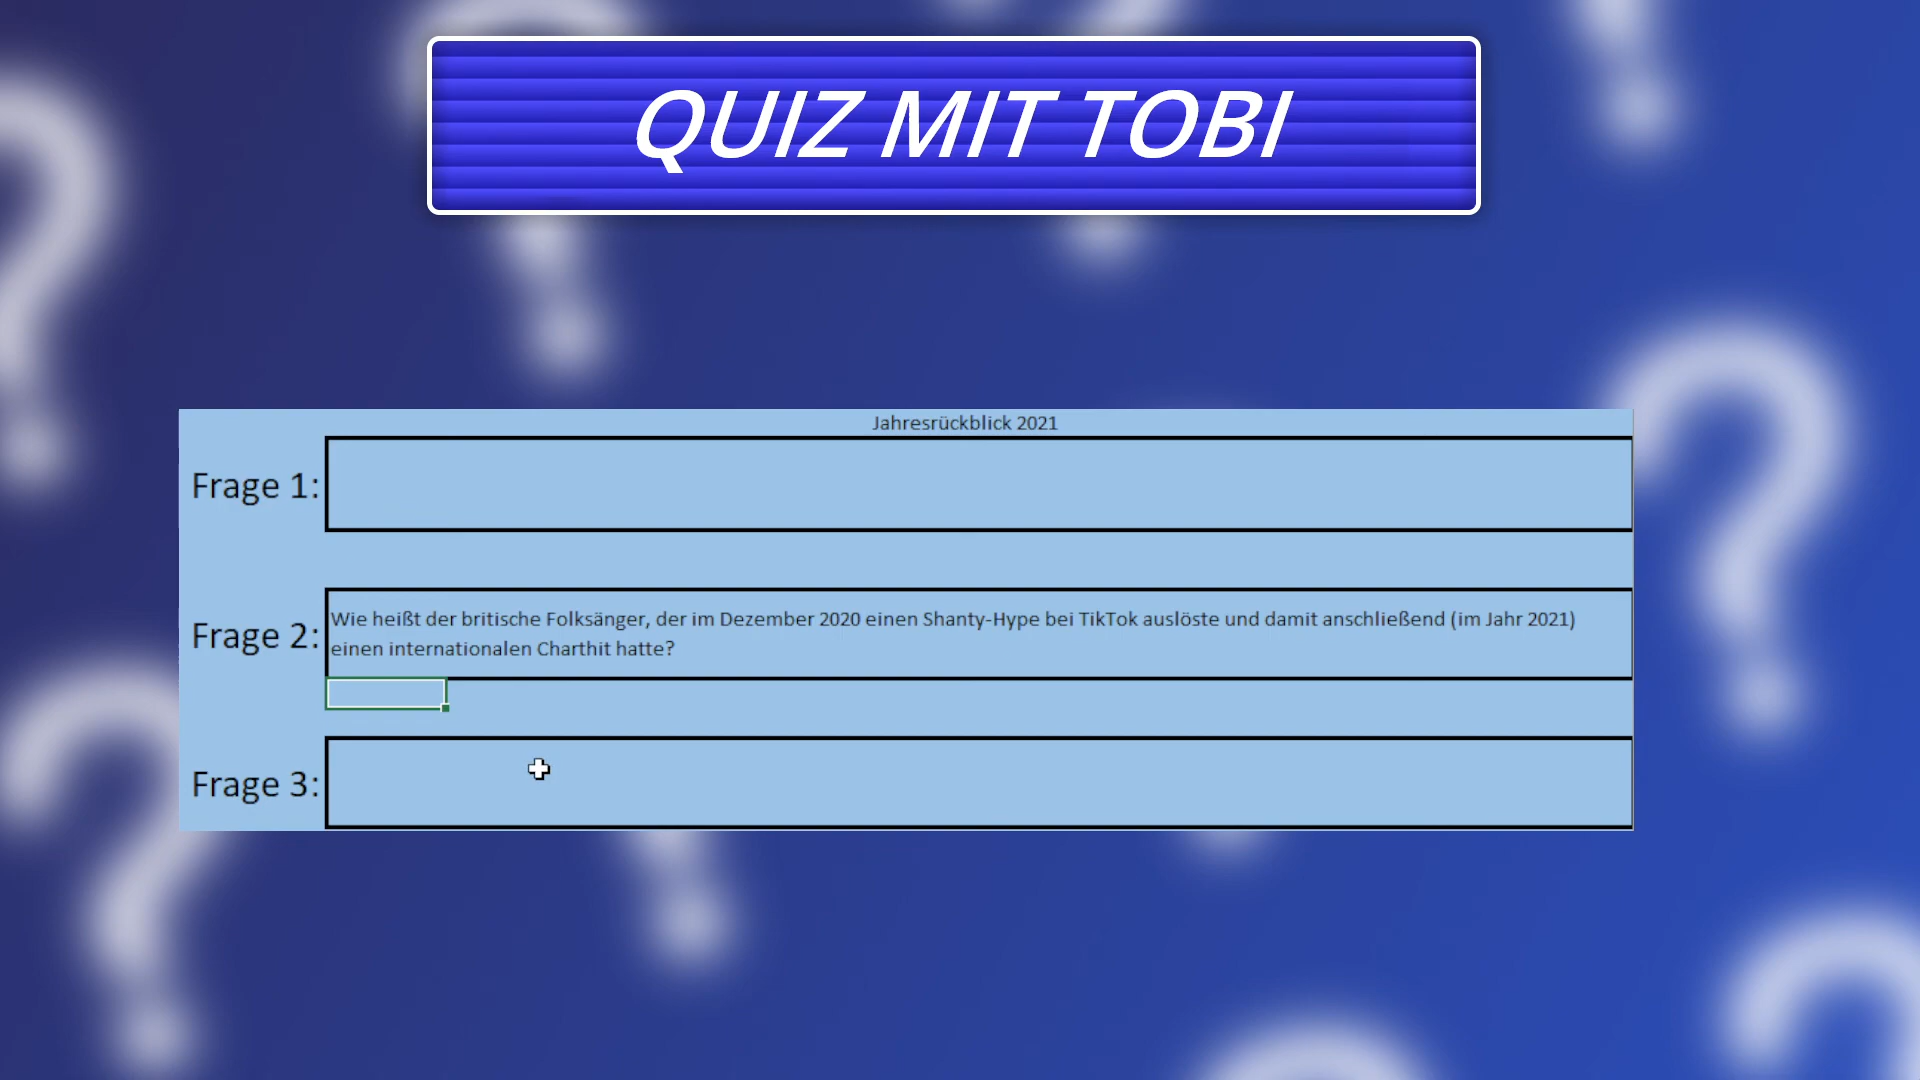 QUIZ MIT TOBI
Jahresrückblick 2021
Frage 1:
Frage 2:
Wie heißt der britische Folksänger, der im Dezember 2020 einen Shanty-Hype bei TikTok auslöste und damit anschließend (im Jahr 2021)
einen internationalen Charthit hatte?
Frage 3: